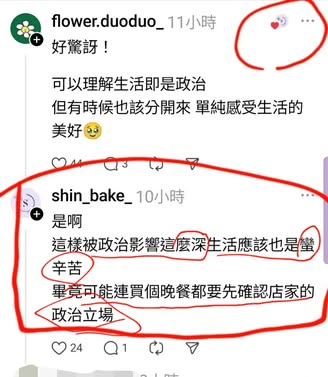 flower.duoduo_ 11小時
好驚訝！
可以理解生活即是政治
但有時候也該分開來 單純感受生活的
美好🥹
44 3
shin_bake_ 10小時
是啊
這樣被政治影響這麼深生活應該也是蠻
辛苦
畢竟可能連買個晚餐都要先確認店家的
政治立場
24 1